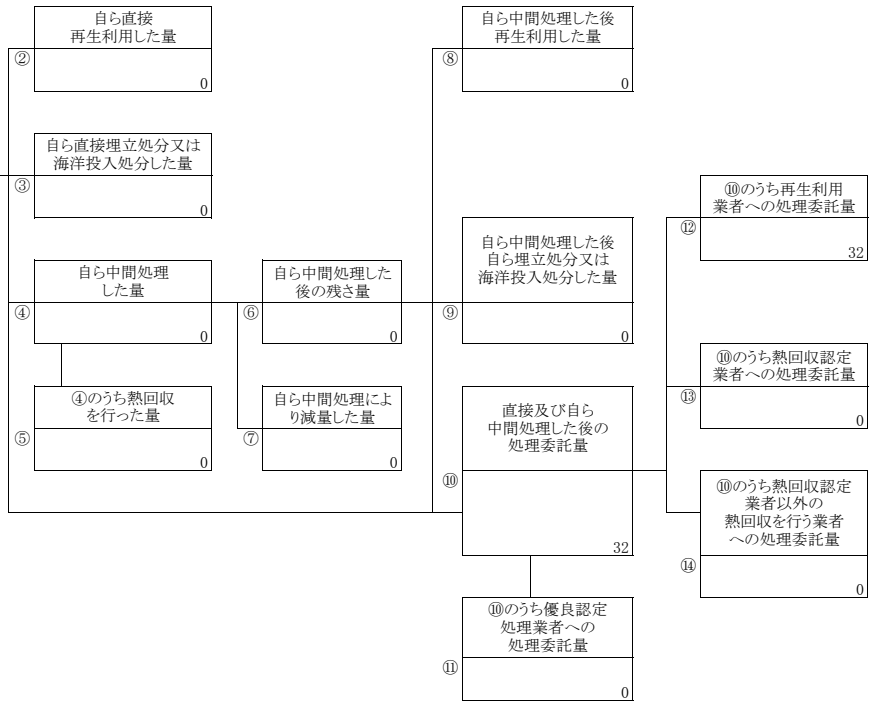 自ら直接
再生利用した量
②
0
自ら直接埋立処分又は
海洋投入処分した量
③
0
自ら中間処理
した量
④
0
④のうち熱回収
を行った量
⑤
0
自ら中間処理した
後の残さ量
⑥
0
自ら中間処理によ
り減量した量
⑦
0
自ら中間処理した後
再生利用した量
⑧
0
自ら中間処理した後
自ら埋立処分又は
海洋投入処分した量
⑨
0
直接及び自ら
中間処理した後の
処理委託量
⑩
32
⑩のうち優良認定
処理業者への
処理委託量
⑪
0
⑩のうち再生利用
業者への処理委託量
⑫
32
⑩のうち熱回収認定
業者への処理委託量
⑬
0
⑩のうち熱回収認定
業者以外の
熱回収を行う業者
への処理委託量
⑭
0